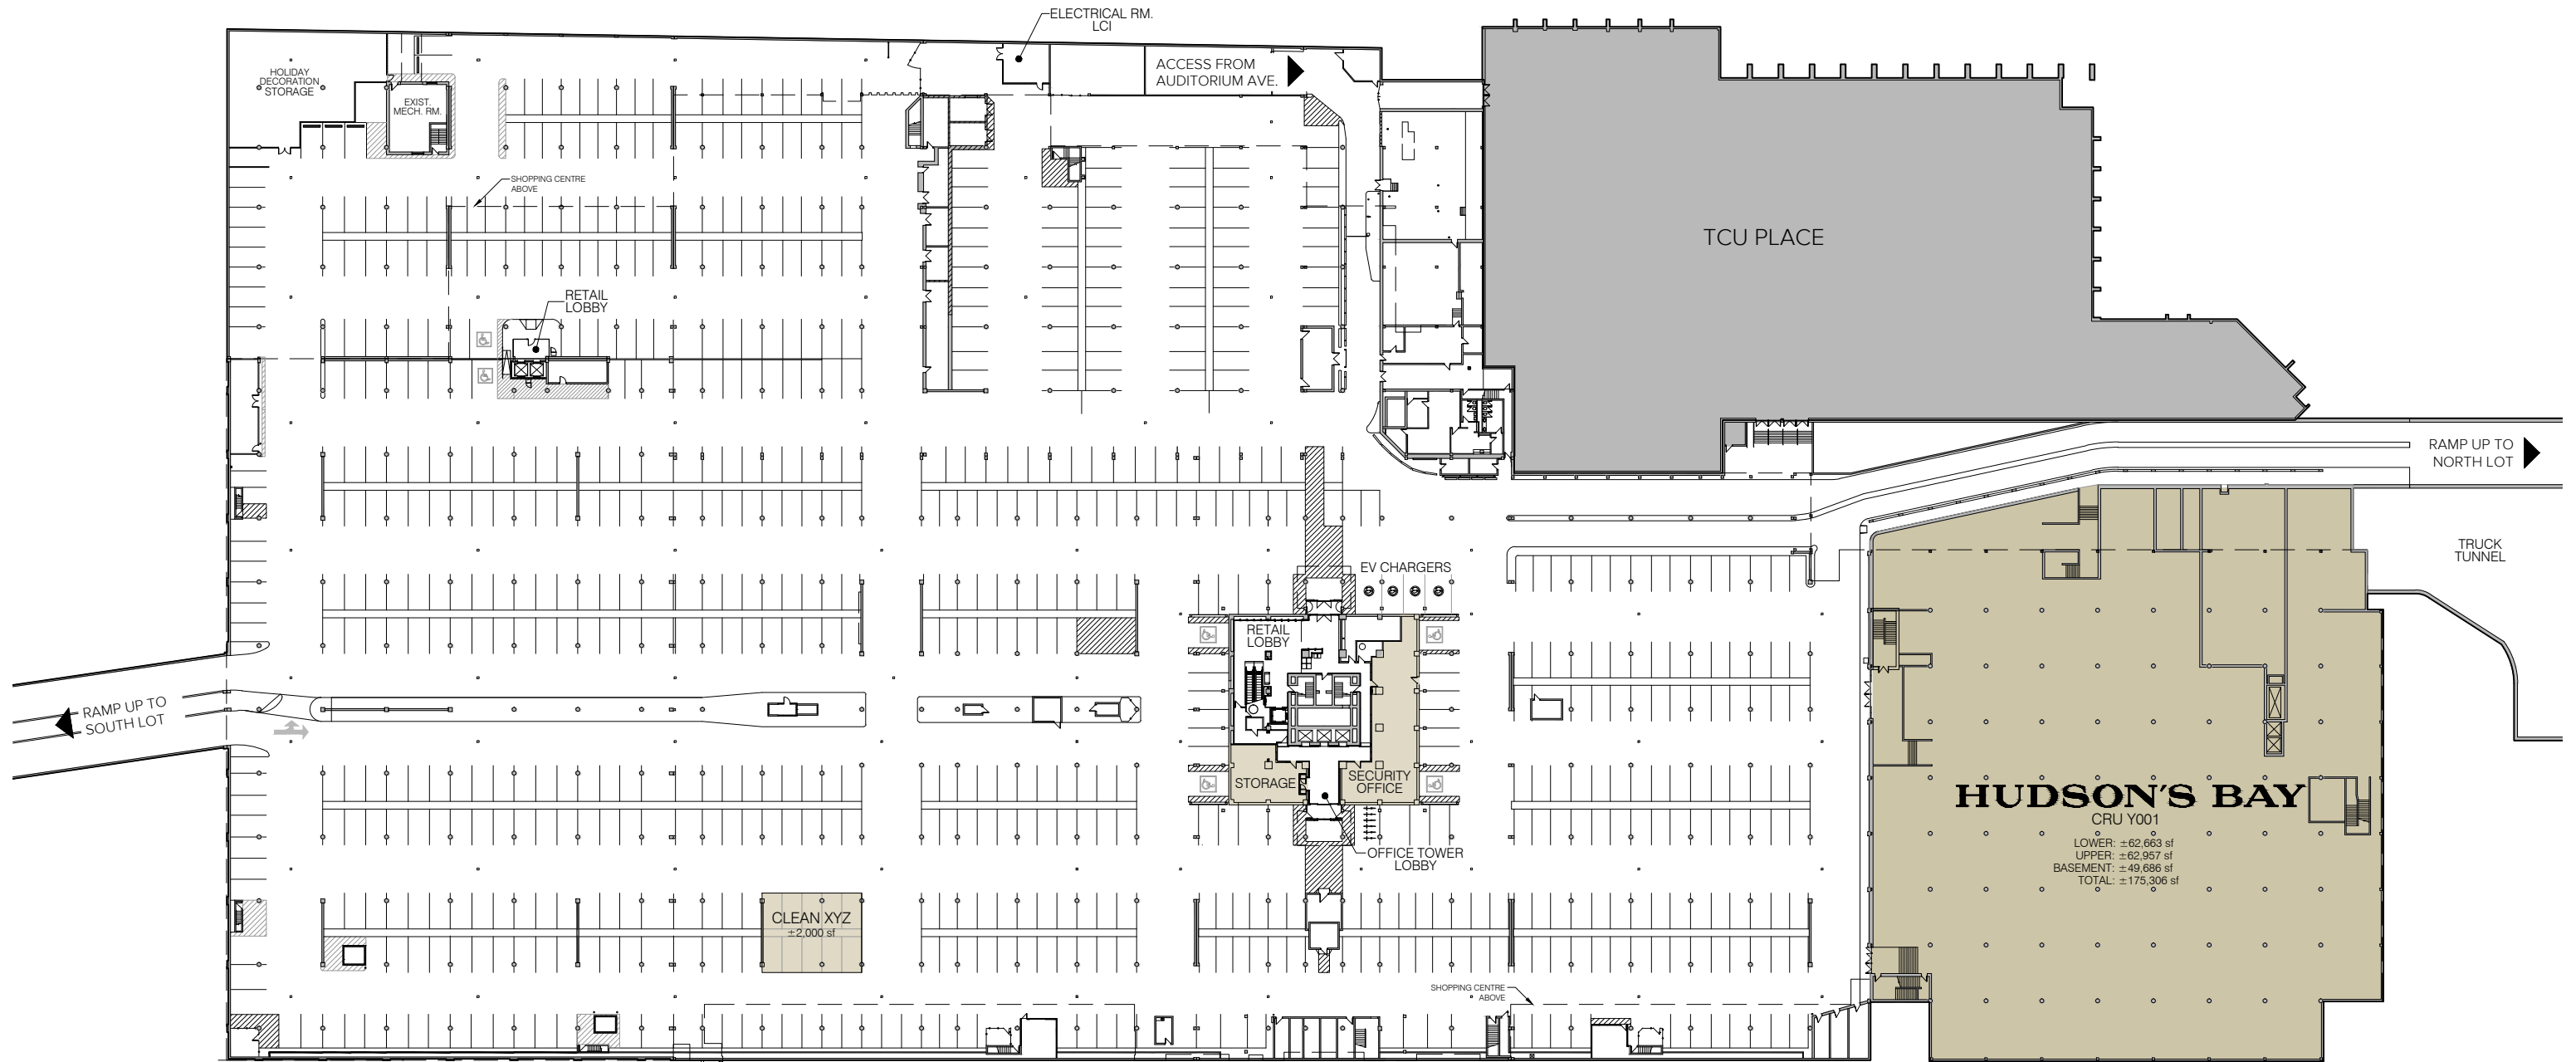 ELECTRICAL RM.
LCI
HOLIDAY
DECORATION
STORAGE
EXIST.
MECH. RM.
ACCESS FROM
AUDITORIUM AVE.
SHOPPING CENTRE
ABOVE
TCU PLACE
RETAIL
LOBBY
RAMP UP TO
NORTH LOT
TRUCK
TUNNEL
EV CHARGERS
RETAIL
LOBBY
RAMP UP TO
SOUTH LOT
STORAGE
SECURITY
OFFICE
HUDSON'S BAY
CRU Y001
LOWER: ±62,663 sf
UPPER: ±62,957 sf
BASEMENT: ±49,686 sf
TOTAL: ±175,306 sf
OFFICE TOWER
LOBBY
CLEAN XYZ
±2,000 sf
SHOPPING CENTRE
ABOVE